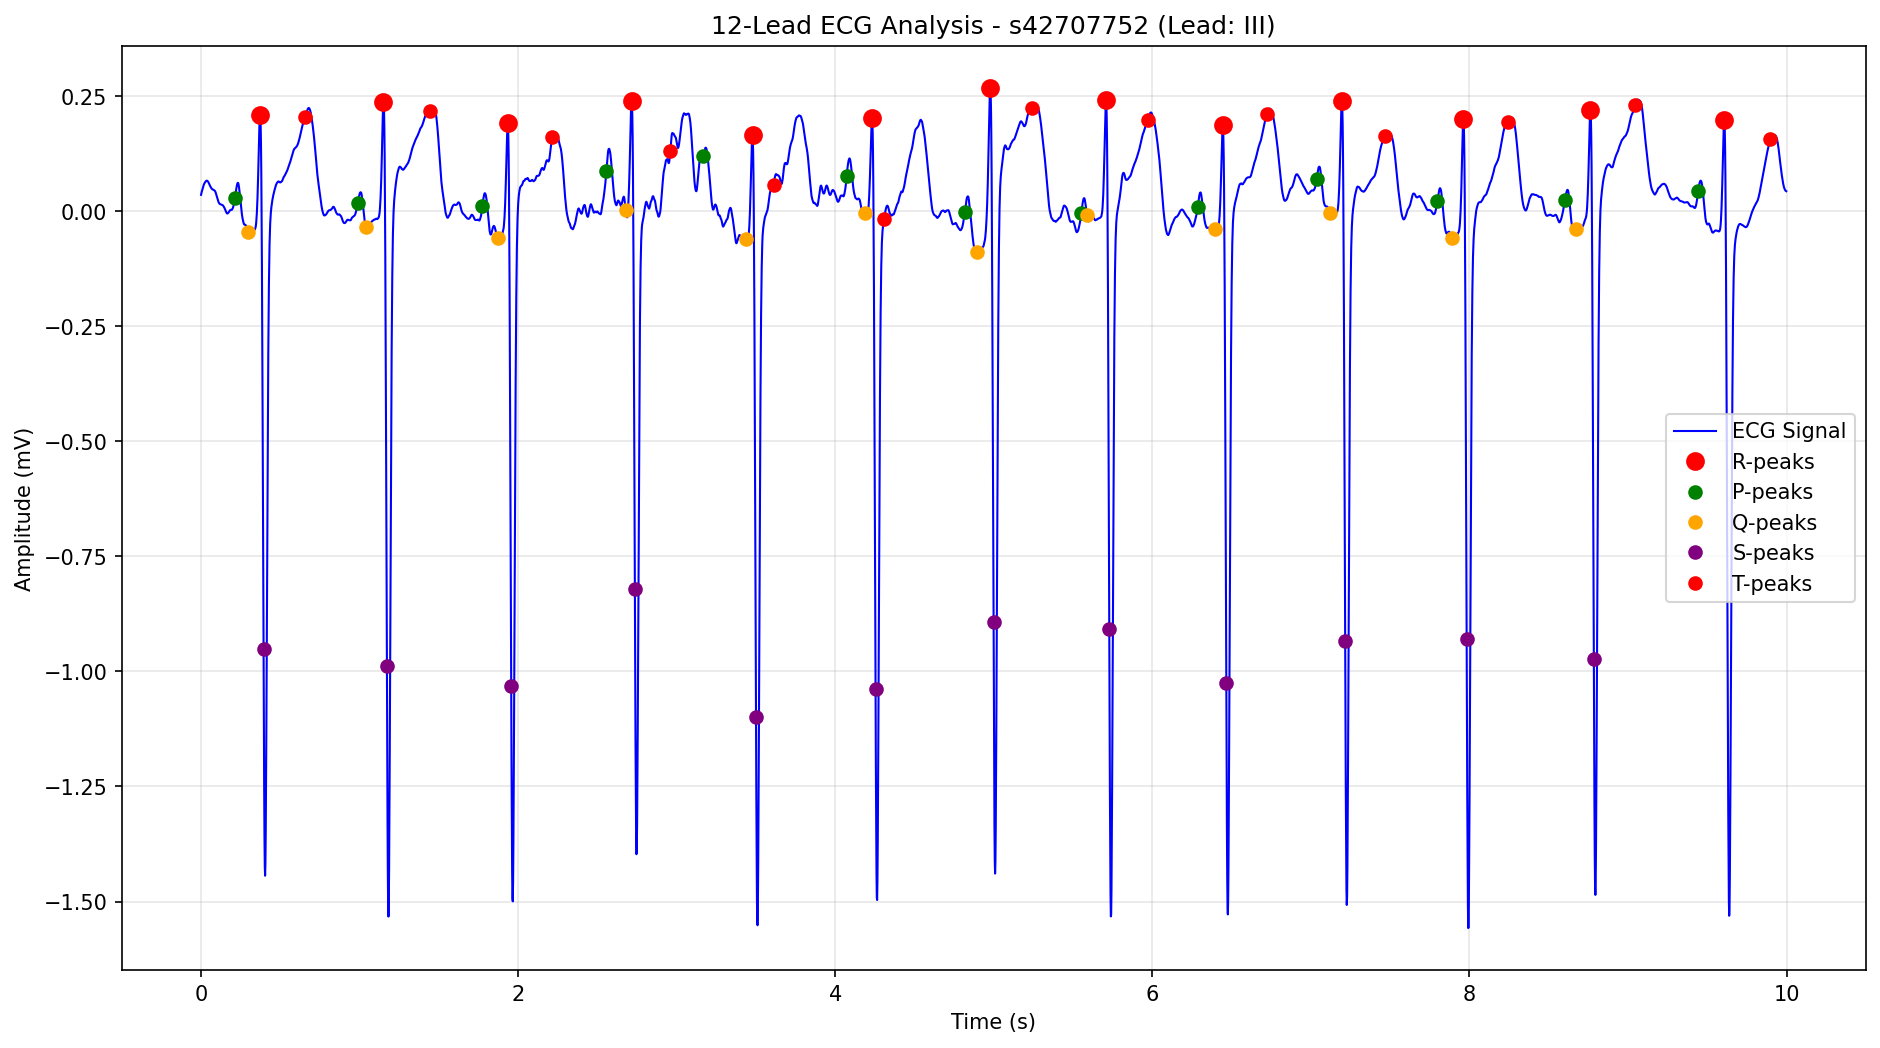 12-Lead ECG Analysis - s42707752 (Lead: III)
Amplitude (mV)
0.25
0.00
−0.25
−0.50
−0.75
−1.00
−1.25
−1.50
ECG Signal
R-peaks
P-peaks
Q-peaks
S-peaks
T-peaks
0 2 4 6 8 10
Time (s)